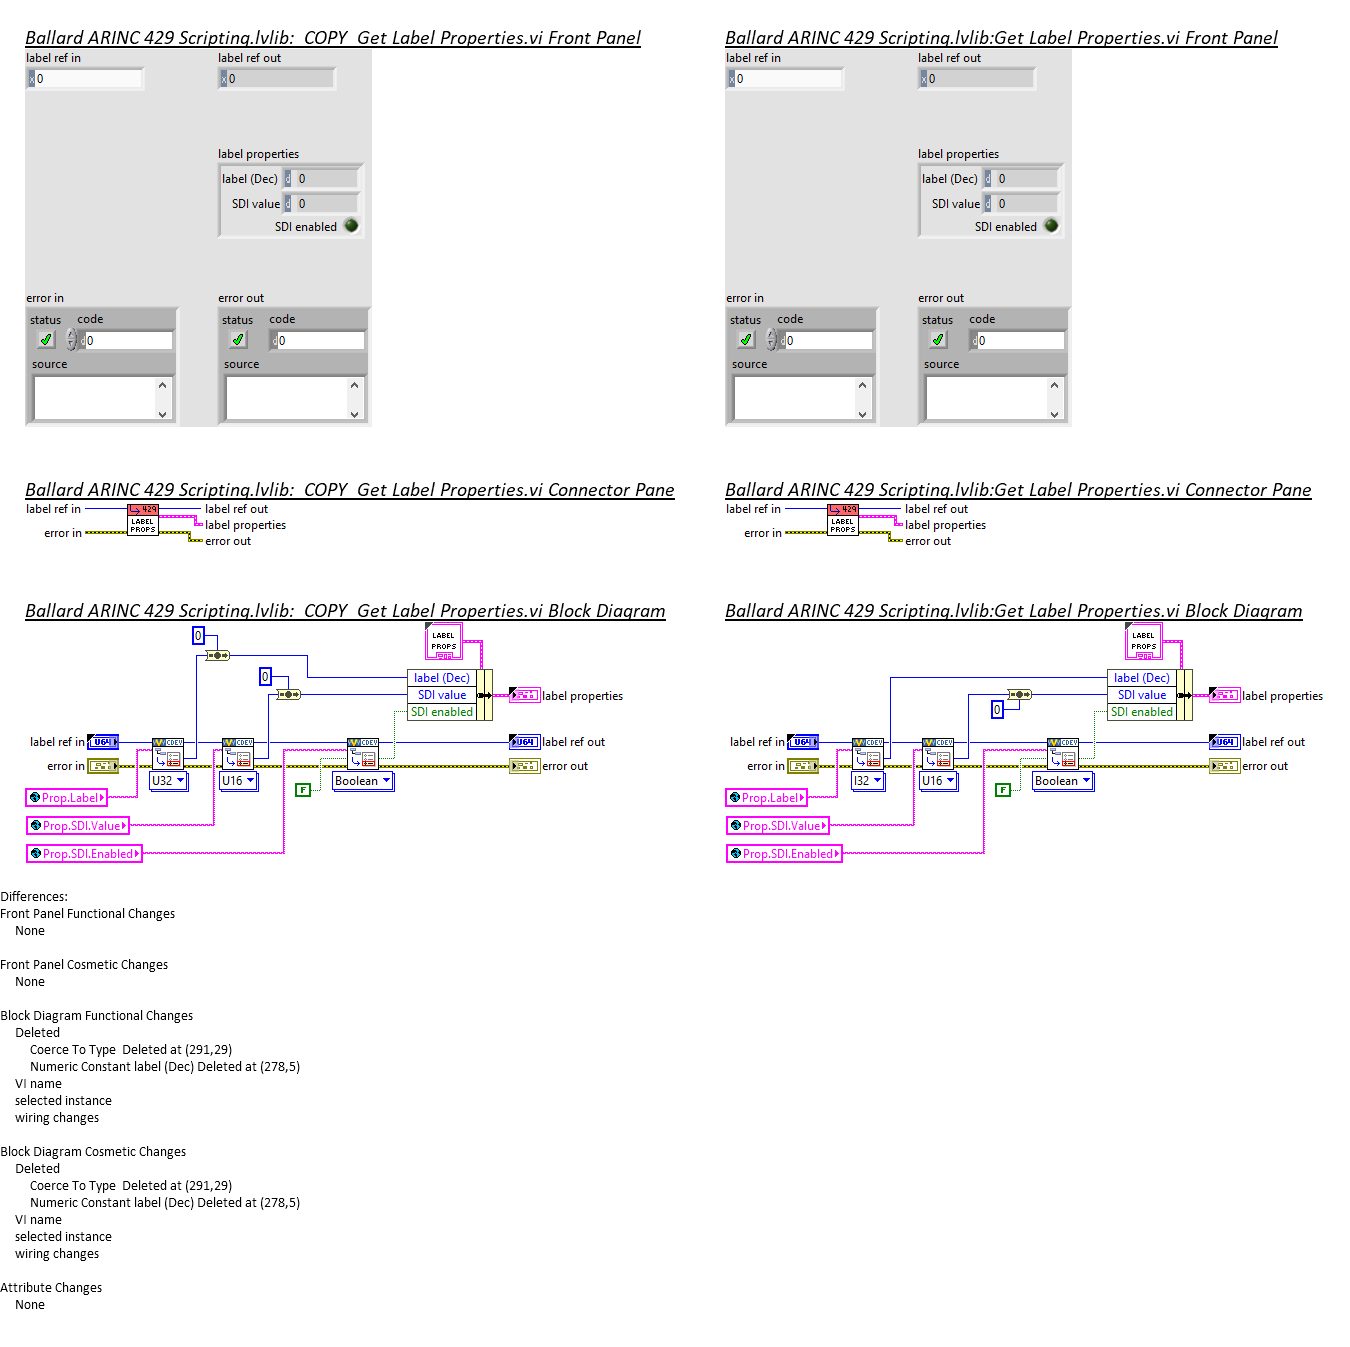 Ballard ARINC 429 Scripting.lvlib:  COPY  Get Label Properties.vi Front Panel
label ref in
label ref out
x 0
x 0
label properties
label (Dec) d 0
SDI value d 0
SDI enabled
error in
error out
status code
status code
d 0
d 0
source
source
Ballard ARINC 429 Scripting.lvlib:Get Label Properties.vi Front Panel
label ref in
label ref out
x 0
x 0
label properties
label (Dec) d 0
SDI value d 0
SDI enabled
error in
error out
status code
status code
d 0
d 0
source
source
Ballard ARINC 429 Scripting.lvlib:  COPY  Get Label Properties.vi Connector Pane
label ref in
429
label ref out
LABEL
PROPS
label properties
error in
error out
Ballard ARINC 429 Scripting.lvlib:Get Label Properties.vi Connector Pane
label ref in
429
label ref out
LABEL
PROPS
label properties
error in
error out
Ballard ARINC 429 Scripting.lvlib:  COPY  Get Label Properties.vi Block Diagram
0
LABEL
PROPS
0
label (Dec)
SDI value
SDI enabled
label properties
label ref in
U64
CDEV
CDEV
CDEV
U64
label ref out
error in
error out
U32
U16
Boolean
F
Prop.Label
Prop.SDI.Value
Prop.SDI.Enabled
Ballard ARINC 429 Scripting.lvlib:Get Label Properties.vi Block Diagram
LABEL
PROPS
label (Dec)
SDI value
SDI enabled
0
label properties
label ref in
U64
CDEV
CDEV
CDEV
U64
label ref out
error in
error out
I32
U16
Boolean
F
Prop.Label
Prop.SDI.Value
Prop.SDI.Enabled
Differences:
Front Panel Functional Changes
None
Front Panel Cosmetic Changes
None
Block Diagram Functional Changes
Deleted
Coerce To Type  Deleted at (291,29)
Numeric Constant label (Dec) Deleted at (278,5)
VI name
selected instance
wiring changes
Block Diagram Cosmetic Changes
Deleted
Coerce To Type  Deleted at (291,29)
Numeric Constant label (Dec) Deleted at (278,5)
VI name
selected instance
wiring changes
Attribute Changes
None